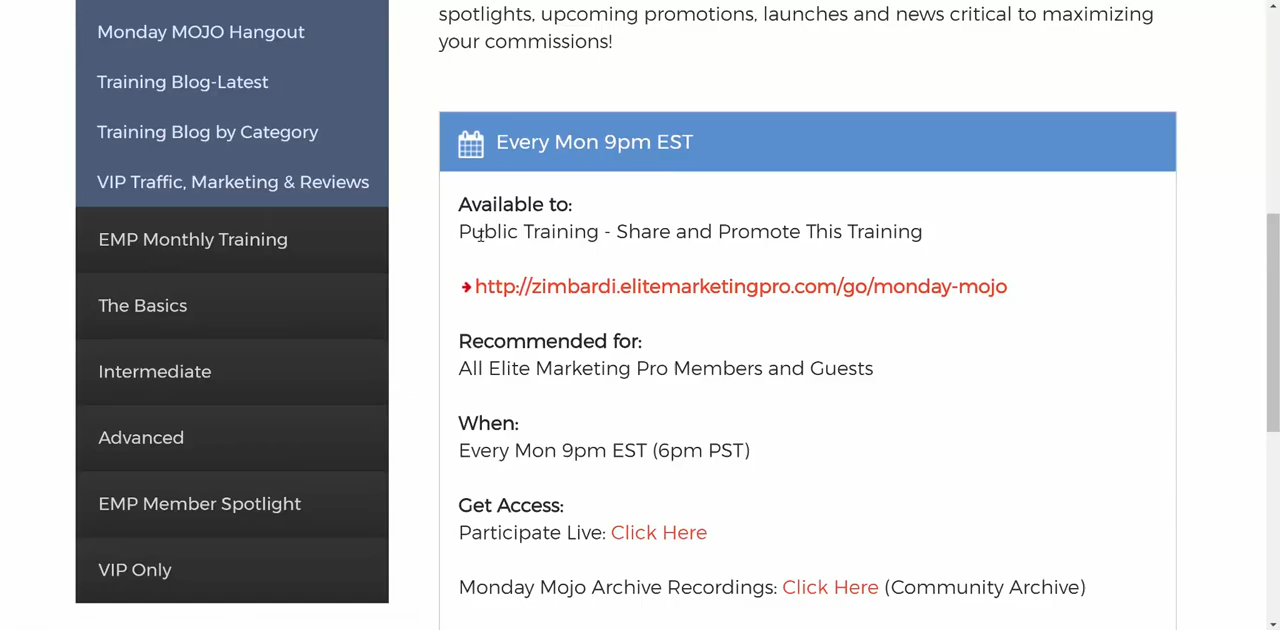 Monday MOJO Hangout
Training Blog-Latest
Training Blog by Category
VIP Traffic, Marketing & Reviews
EMP Monthly Training
The Basics
Intermediate
Advanced
EMP Member Spotlight
VIP Only
spotlights, upcoming promotions, launches and news critical to maximizing
your commissions!
Every Mon 9pm EST
Available to:
Public Training - Share and Promote This Training
http://zimbardi.elitemarketingpro.com/go/monday-mojo
Recommended for:
All Elite Marketing Pro Members and Guests
When:
Every Mon 9pm EST (6pm PST)
Get Access:
Participate Live: Click Here
Monday Mojo Archive Recordings: Click Here (Community Archive)